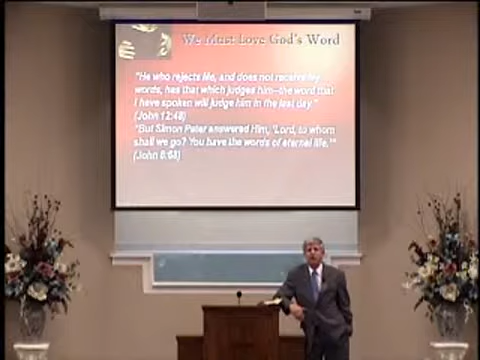 We Must Love God's Word
"He who rejects Me, and does not receive My
words, has that which judges him--the word that
I have spoken will judge him in the last day."
(John 12:48)
"But Simon Peter answered Him, 'Lord, to whom
shall we go? You have the words of eternal life.'"
(John 6:68)